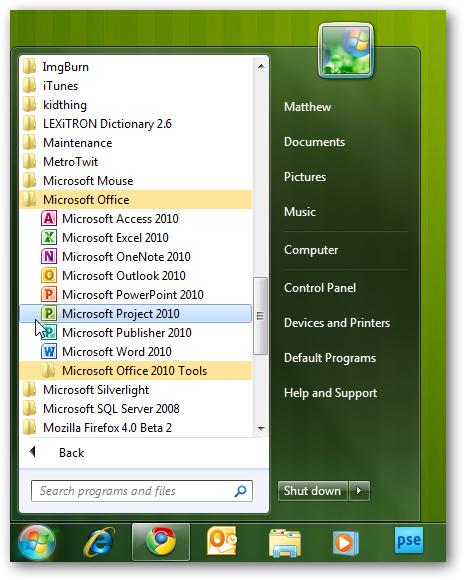 ImgBurn
iTunes
kidthing
LEXiTRON Dictionary 2.6
Maintenance
MetroTwit
Microsoft Mouse
Microsoft Office
Microsoft Access 2010
Microsoft Excel 2010
Microsoft OneNote 2010
Microsoft Outlook 2010
Microsoft PowerPoint 2010
Microsoft Project 2010
Microsoft Publisher 2010
Microsoft Word 2010
Microsoft Office 2010 Tools
Microsoft Silverlight
Microsoft SQL Server 2008
Mozilla Firefox 4.0 Beta 2
Back
Search programs and files
Matthew
Documents
Pictures
Music
Computer
Control Panel
Devices and Printers
Default Programs
Help and Support
Shut down
pse